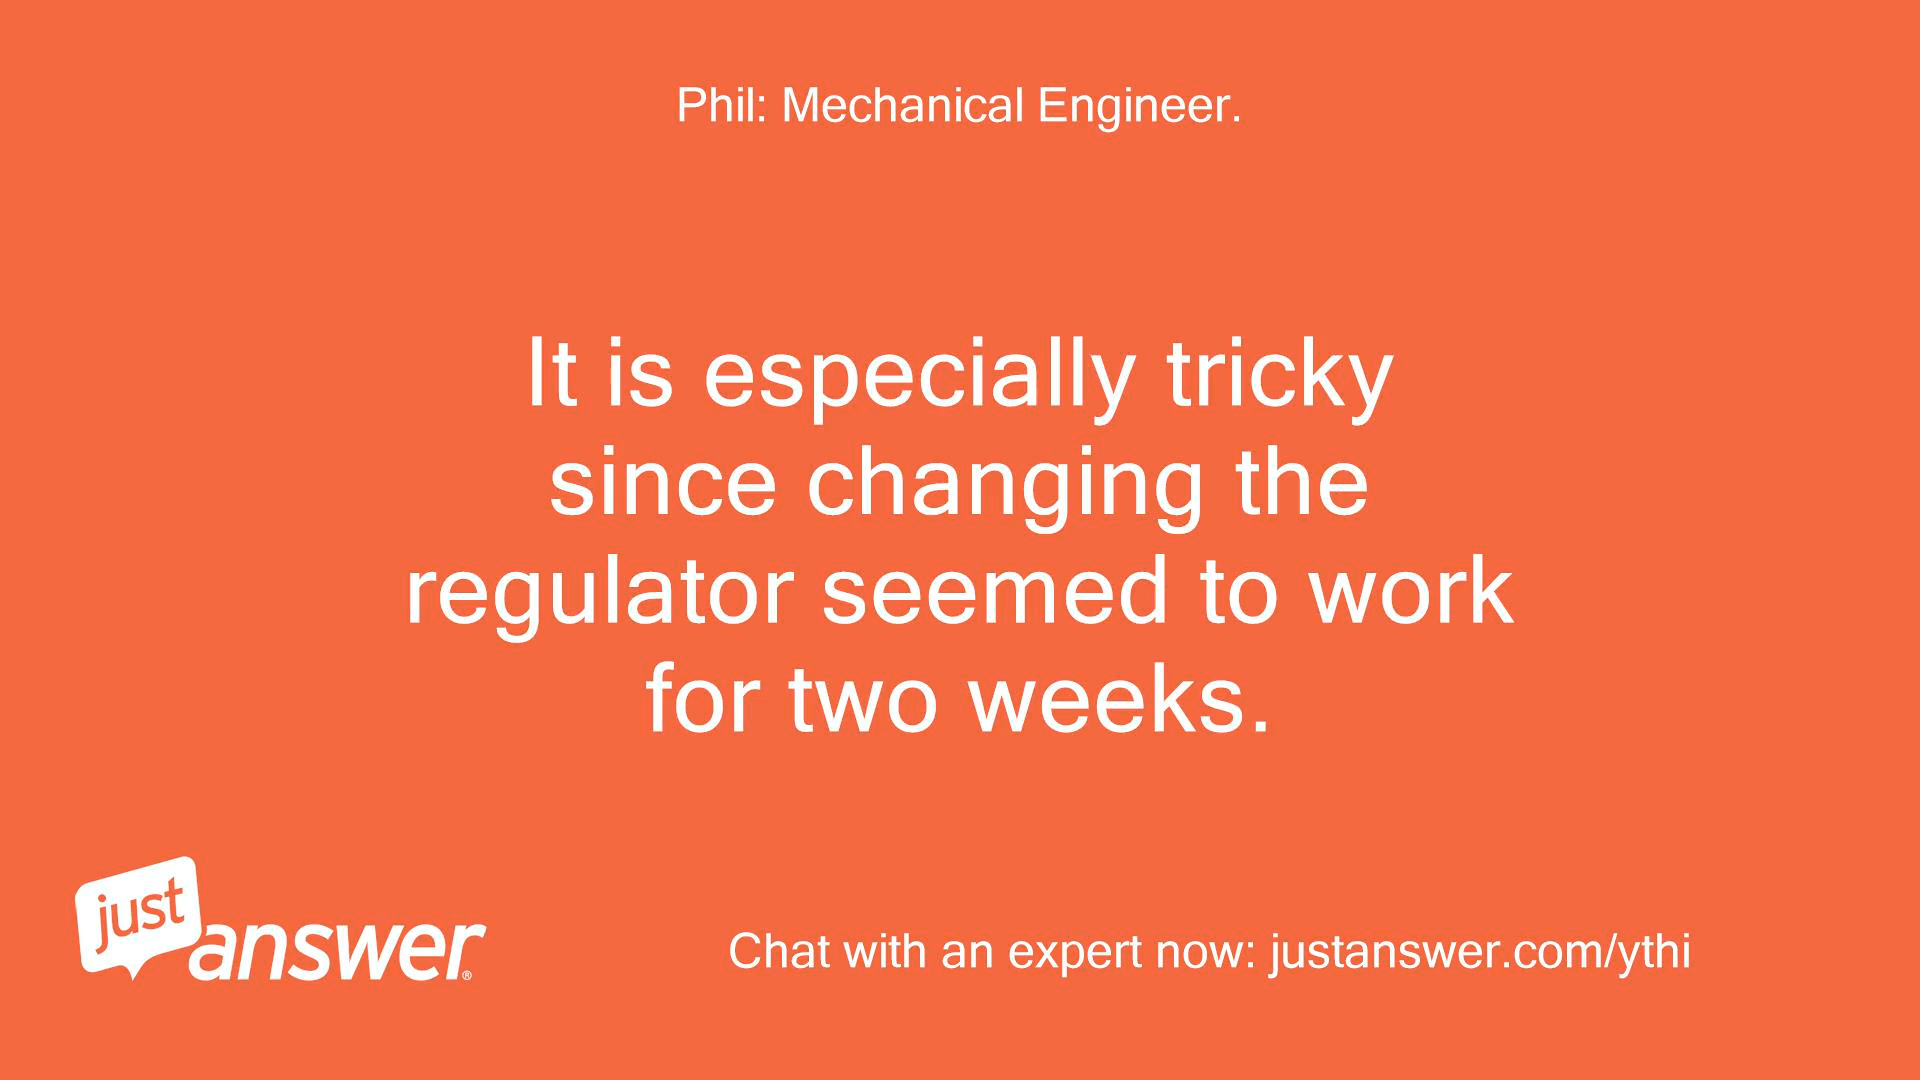 Phil: Mechanical Engineer.
It is especially tricky
since changing the
regulator seemed to work
for two weeks.
just
answer®
Chat with an expert now: justanswer.com/ythi